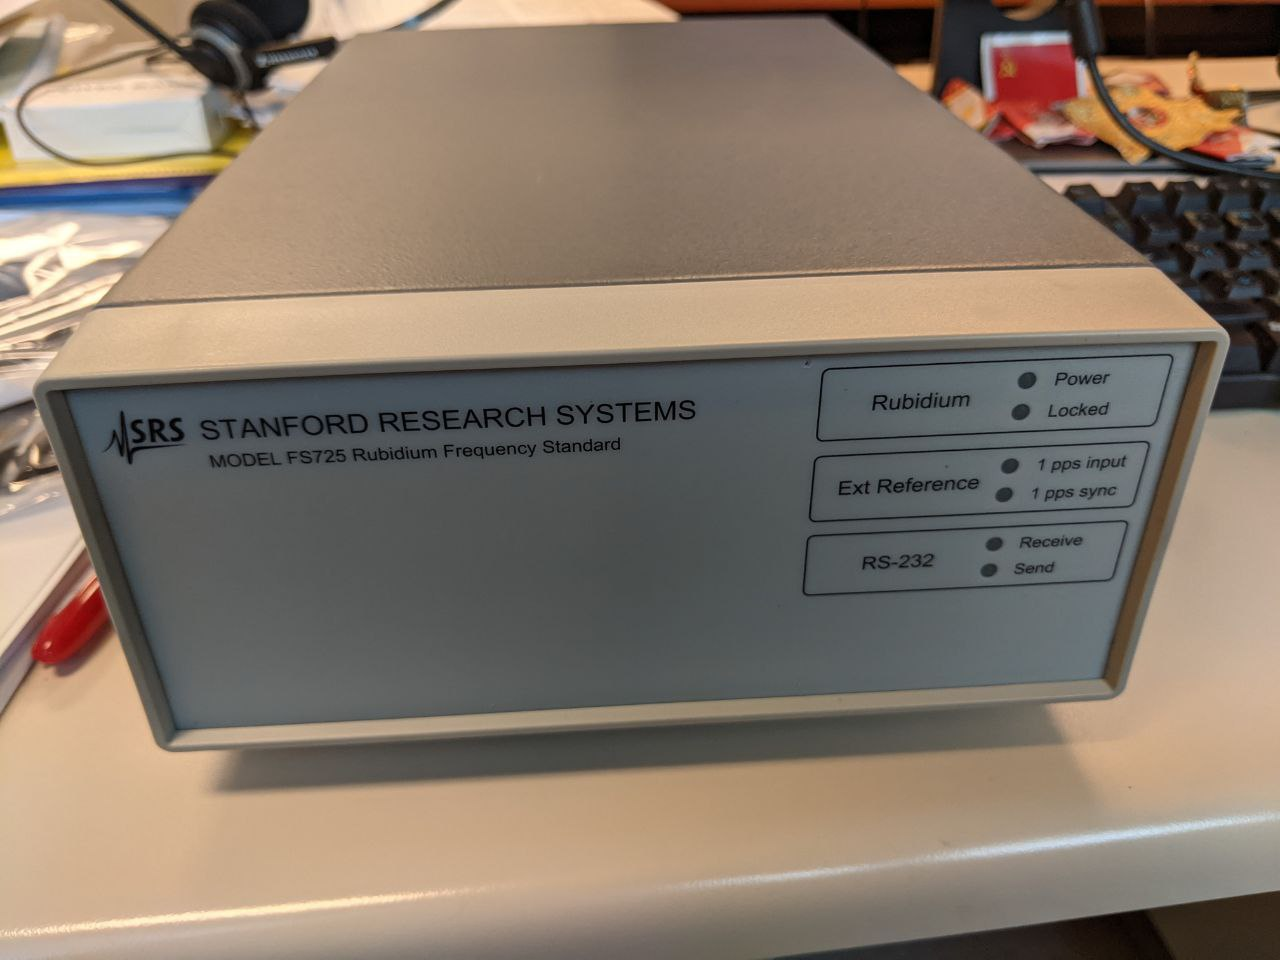 SRS STANFORD RESEARCH SYSTEMS
MODEL FS725 Rubidium Frequency Standard
Rubidium
Power
Locked
Ext Reference
1 pps input
1 pps sync
RS-232
Receive
Send